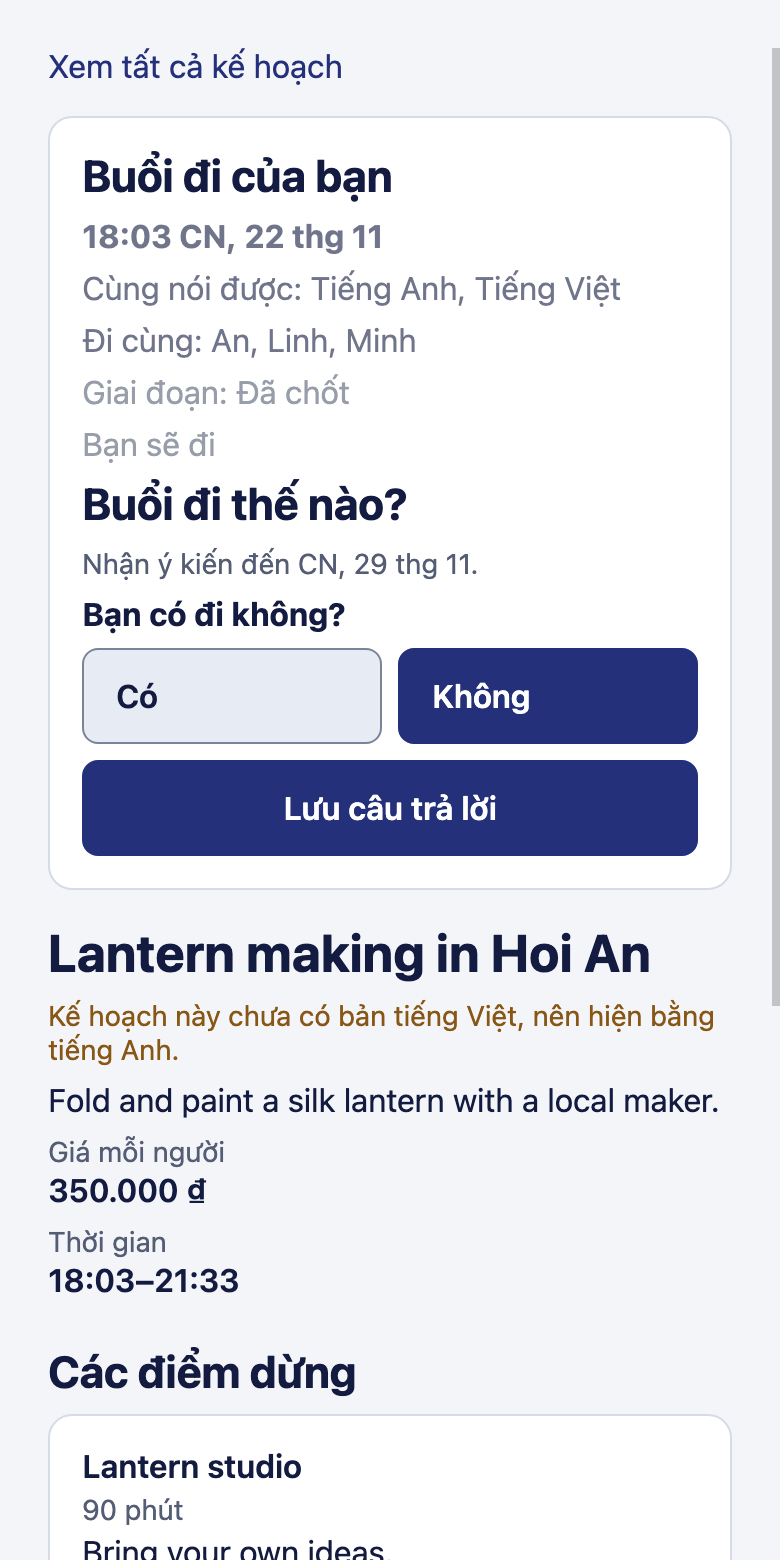 Xem tất cả kế hoạch
Buổi đi của bạn
18:03 CN, 22 thg 11
Cùng nói được: Tiếng Anh, Tiếng Việt
Đi cùng: An, Linh, Minh
Giai đoạn: Đã chốt
Bạn sẽ đi
Buổi đi thế nào?
Nhận ý kiến đến CN, 29 thg 11.
Bạn có đi không?
Có
Không
Lưu câu trả lời
Lantern making in Hoi An
Kế hoạch này chưa có bản tiếng Việt, nên hiện bằng
tiếng Anh.
Fold and paint a silk lantern with a local maker.
Giá mỗi người
350.000 ₫
Thời gian
18:03–21:33
Các điểm dừng
Lantern studio
90 phút
Bring your own ideas.